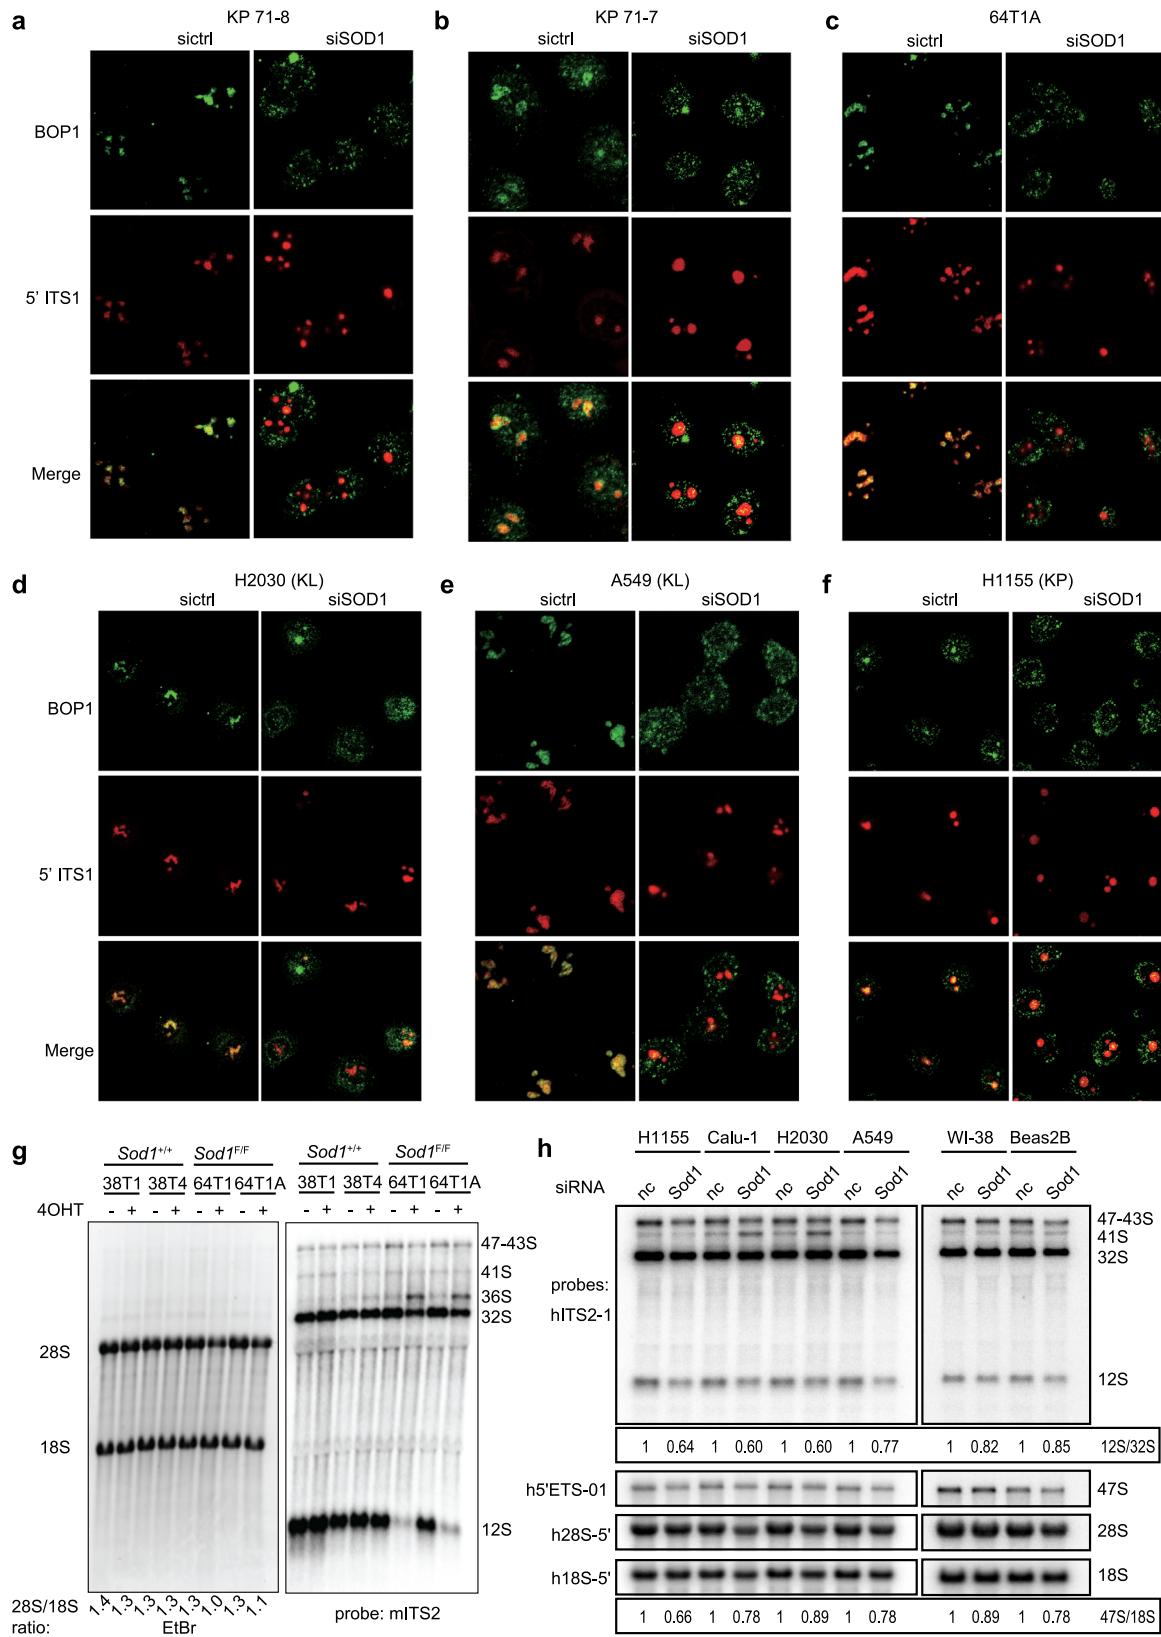 a
KP 71-8
b
KP 71-7
c
64T1A
sictrl
siSOD1
sictrl
siSOD1
sictrl
siSOD1
BOP1
5' ITS1
Merge
d
H2030 (KL)
e
A549 (KL)
f
H1155 (KP)
sictrl
siSOD1
sictrl
siSOD1
sictrl
siSOD1
BOP1
5' ITS1
Merge
g
Sod1+/+ Sod1F/F
38T1 38T4 64T1 64T1A
4OHT - + - + - + - +
28S
18S
28S/18S ratio: 1.4 1.3 1.3 1.3 1.3 1.0 1.3 1.1
EtBr
Sod1+/+ Sod1F/F
38T1 38T4 64T1 64T1A
- + - + - + - +
47-43S
41S
36S
32S
12S
probe: mITS2
h
H1155 Calu-1 H2030 A549 WI-38 Beas2B
siRNA nc Sod1 nc Sod1 nc Sod1 nc Sod1 nc Sod1 nc Sod1
47-43S
41S
32S
probes:
hITS2-1
12S
1 0.64 1 0.60 1 0.60 1 0.77 1 0.82 1 0.85 12S/32S
h5'ETS-01 47S
h28S-5' 28S
h18S-5' 18S
1 0.66 1 0.78 1 0.89 1 0.78 1 0.89 1 0.78 47S/18S